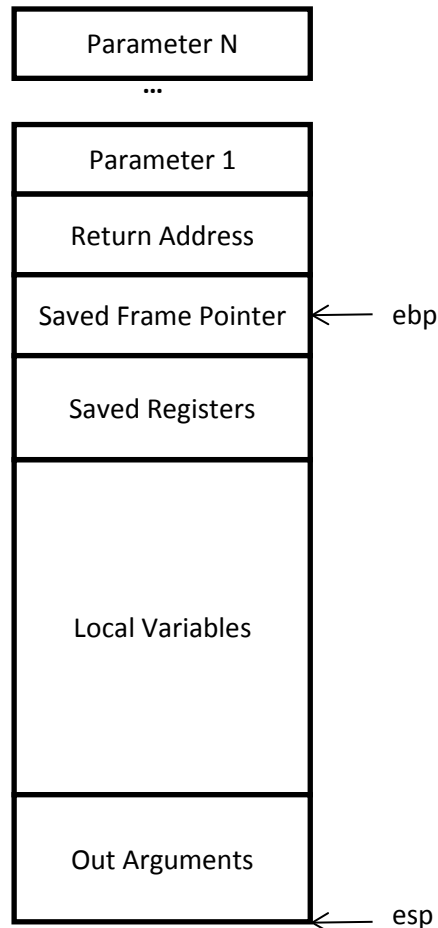 Parameter N
...
Parameter 1
Return Address
Saved Frame Pointer
ebp
Saved Registers
Local Variables
Out Arguments
esp